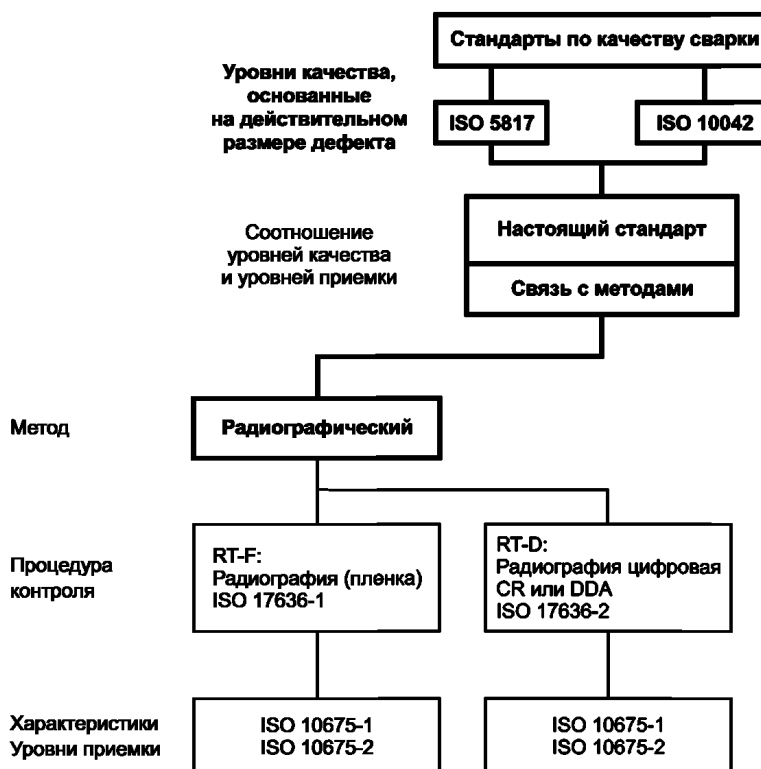 Стандарты по качеству сварки
Уровни качества,
основанные
на действительном
размере дефекта
ISO 5817
ISO 10042
Соотношение
уровней качества
и уровней приемки
Настоящий стандарт
Связь с методами
Метод
Радиографический
Процедура
контроля
RT-F:
Радиография (пленка)
ISO 17636-1
RT-D:
Радиография цифровая
CR или DDA
ISO 17636-2
Характеристики
Уровни приемки
ISO 10675-1
ISO 10675-2
ISO 10675-1
ISO 10675-2